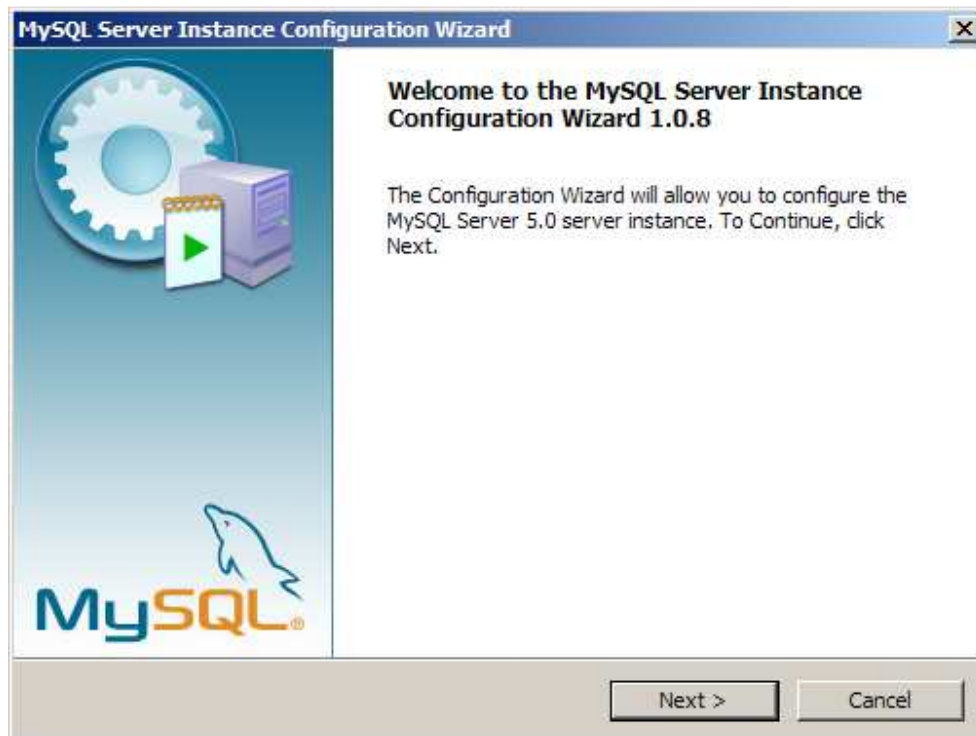 MySQL Server Instance Configuration Wizard
Welcome to the MySQL Server Instance
Configuration Wizard 1.0.8
The Configuration Wizard will allow you to configure the
MySQL Server 5.0 server instance. To Continue, click
Next.
MySQL®
Next >
Cancel